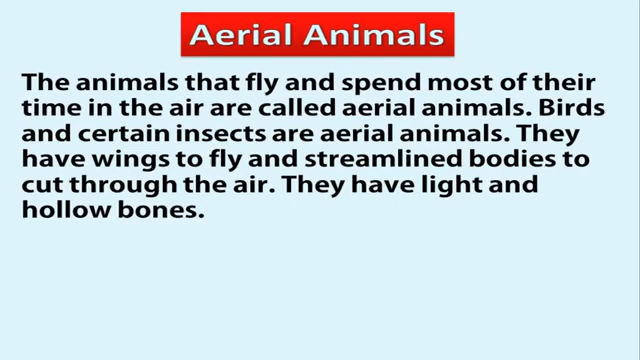 Aerial Animals
The animals that fly and spend most of their
time in the air are called aerial animals. Birds
and certain insects are aerial animals. They
have wings to fly and streamlined bodies to
cut through the air. They have light and
hollow bones.